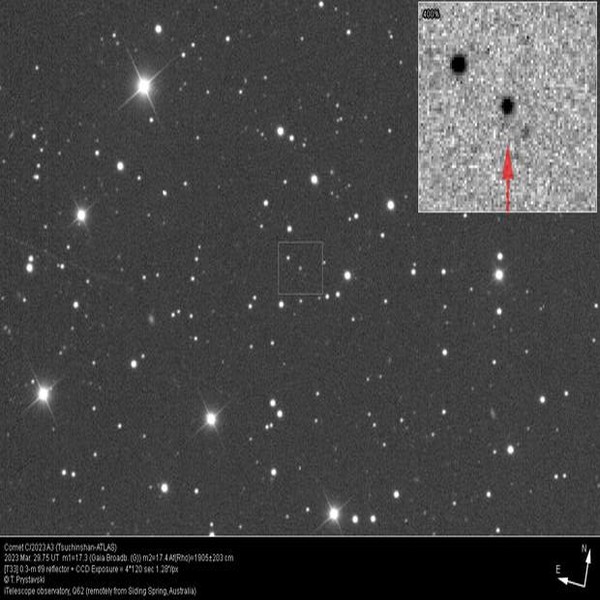 400%
Comet C/2023 A3 (Tsuchinshan-ATLAS)
2023 Mar. 29.75 UT m1=17.3 (Gaia Broadb. (G)) m2=17.4 Af(Rho)=1905±203 cm
[T33] 0.3-m f/9 reflector + CCD Exposure = 4*120 sec 1.28"/px
© T. Prystavski
iTelescope observatory, Q62 (remotely from Siding Spring, Australia)
N
E